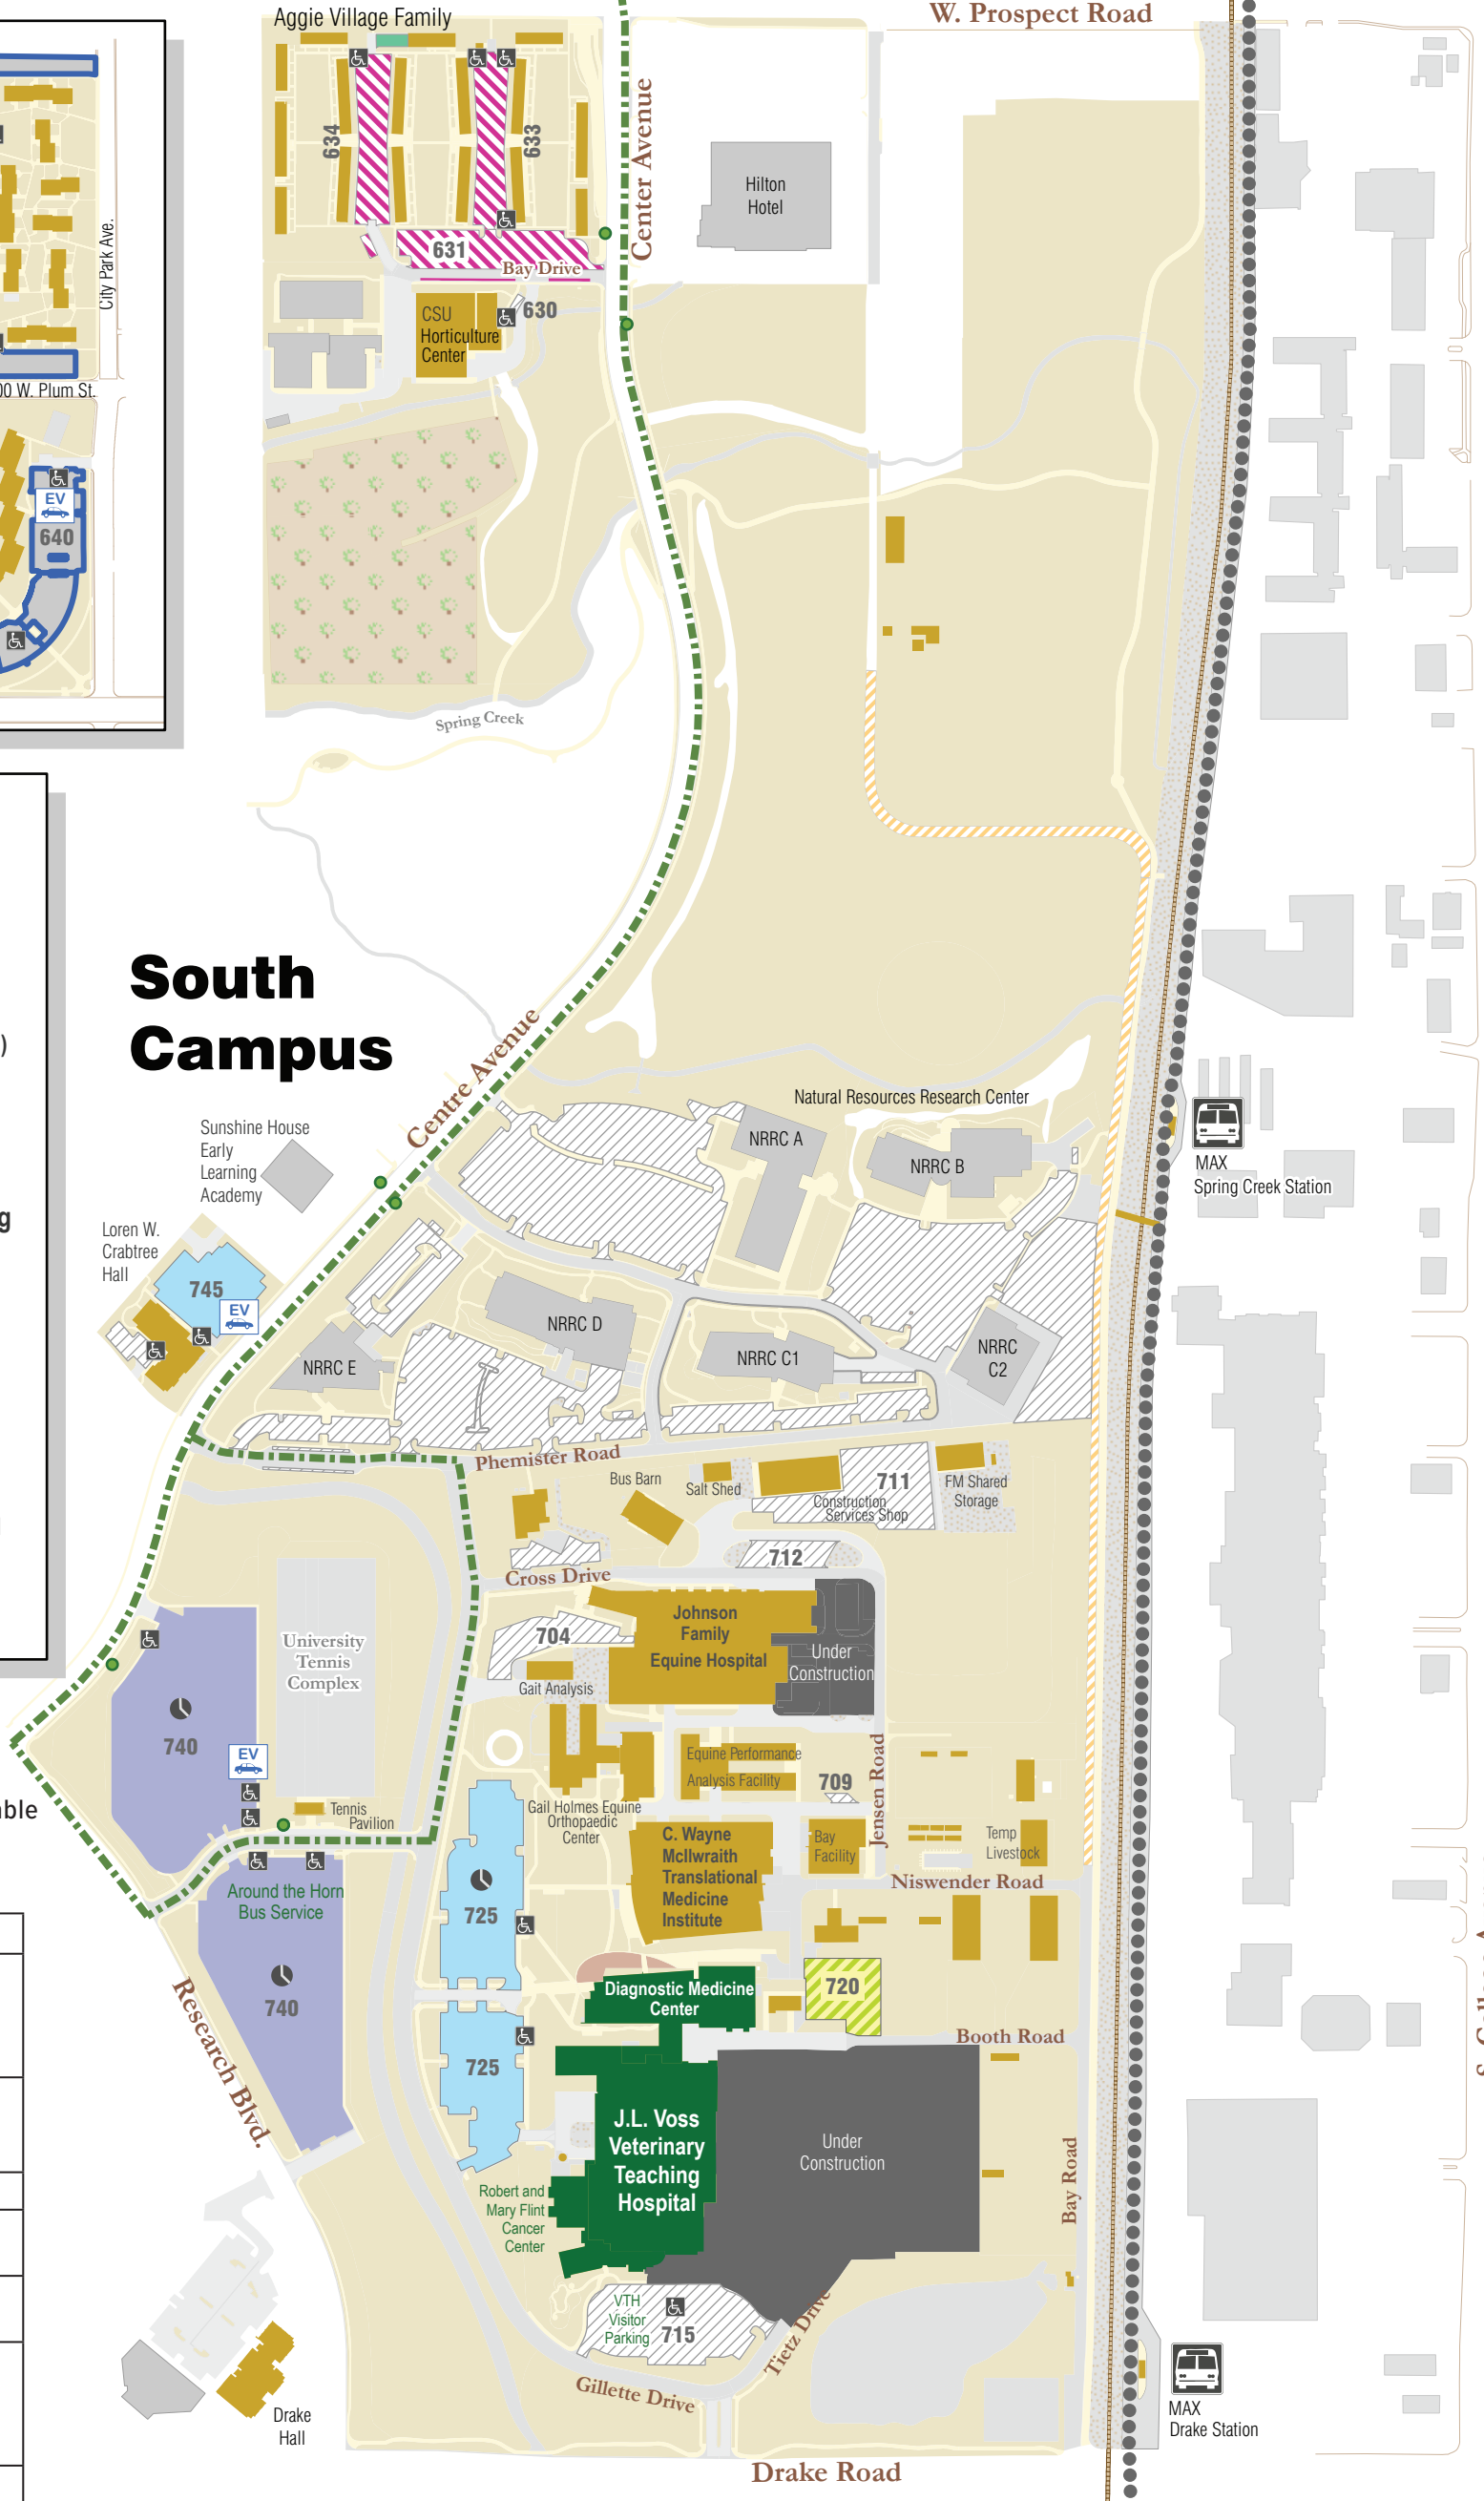 Aggie Village Family
W. Prospect Road
Center Avenue
634
633
Hilton
Hotel
City Park Ave.
631
Bay Drive
CSU
Horticulture
Center
630
00 W. Plum St.
EV
640
Spring Creek
South
Campus
)
Centre Avenue
Natural Resources Research Center
NRRC A
NRRC B
MAX
Spring Creek Station
Sunshine House
Early
Learning
Academy
g
Loren W.
Crabtree
Hall
745
EV
NRRC D
NRRC E
NRRC C1
NRRC
C2
Phemister Road
Bus Barn
Salt Shed
711
Construction
Services Shop
FM Shared
Storage
712
Cross Drive
Johnson
Family
Equine Hospital
704
Under
Construction
Gait Analysis
University
Tennis
Complex
740
EV
Equine Performance
Analysis Facility
709
Jensen Road
Tennis
Pavilion
able
Gail Holmes Equine
Orthopaedic
Center
C. Wayne
McIlwraith
Translational
Medicine
Institute
Bay
Facility
Temp
Livestock
Niswender Road
Around the Horn
Bus Service
725
740
Diagnostic Medicine
Center
720
Booth Road
Research Blvd.
725
J.L. Voss
Veterinary
Teaching
Hospital
Under
Construction
Bay Road
Robert and
Mary Flint
Cancer
Center
VTH
Visitor
Parking
715
Tietz Drive
Gillette Drive
Drake
Hall
MAX
Drake Station
Drake Road